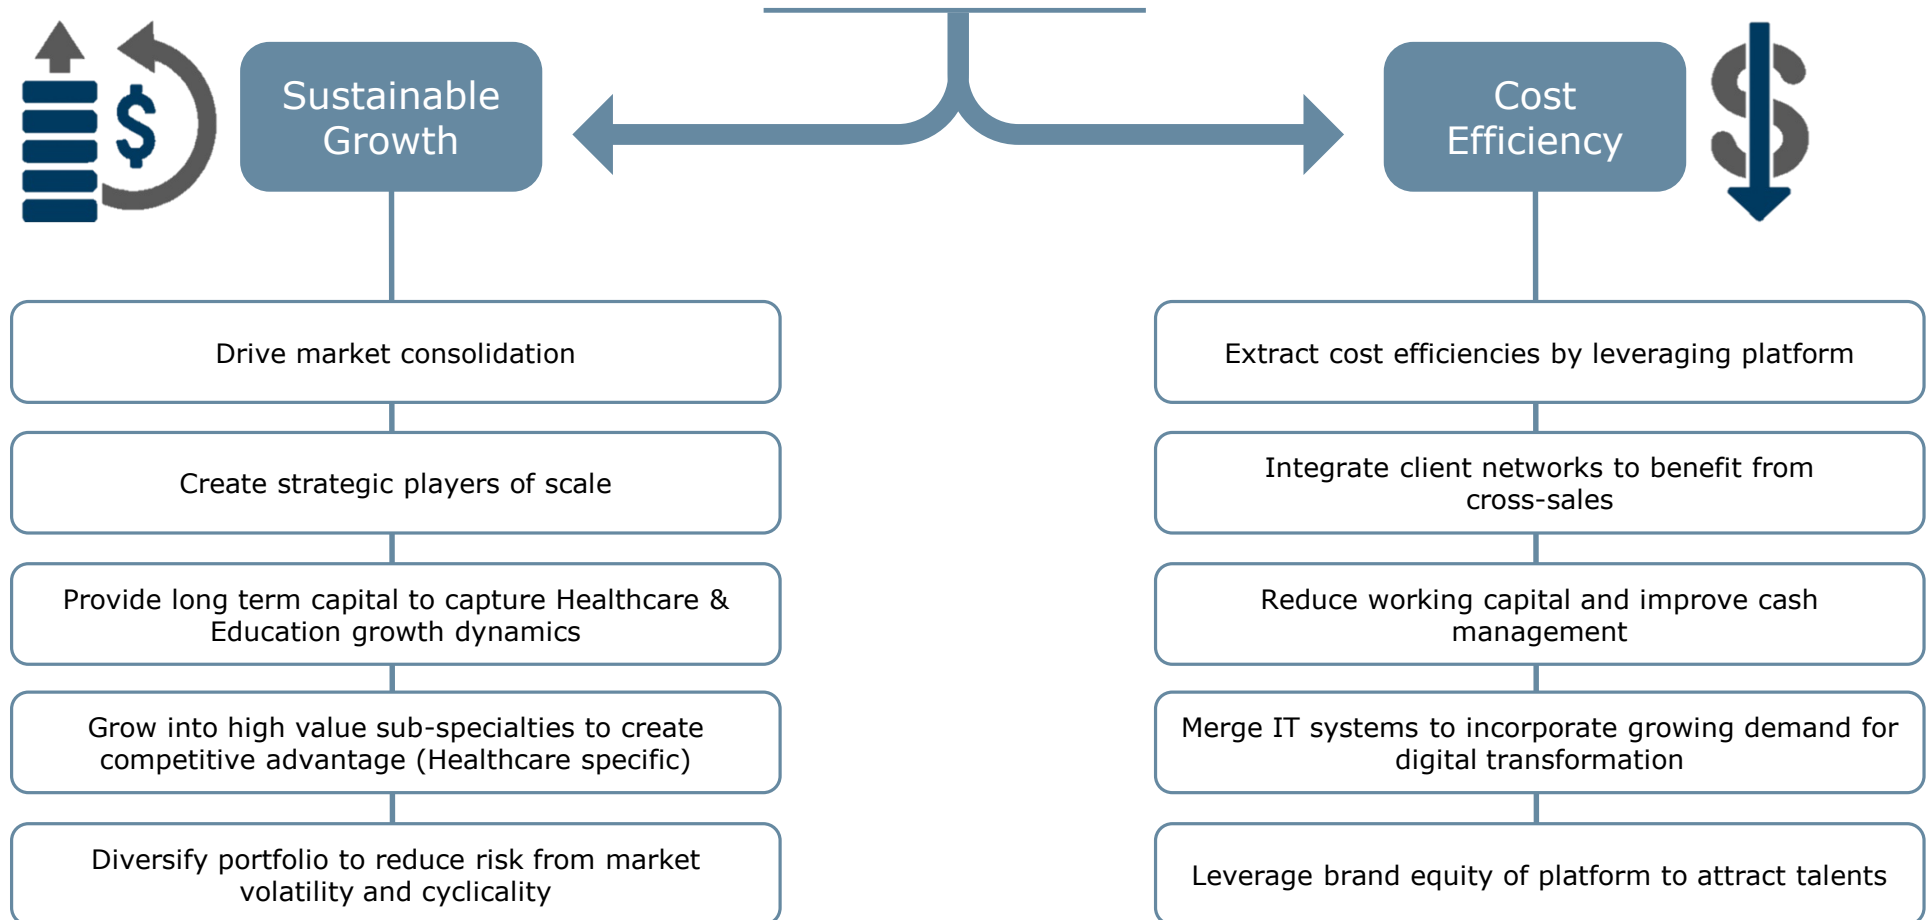 Sustainable
Growth
Cost
Efficiency
Drive market consolidation
Create strategic players of scale
Provide long term capital to capture Healthcare &
Education growth dynamics
Grow into high value sub-specialties to create
competitive advantage (Healthcare specific)
Diversify portfolio to reduce risk from market
volatility and cyclicality
Extract cost efficiencies by leveraging platform
Integrate client networks to benefit from
cross-sales
Reduce working capital and improve cash
management
Merge IT systems to incorporate growing demand for
digital transformation
Leverage brand equity of platform to attract talents